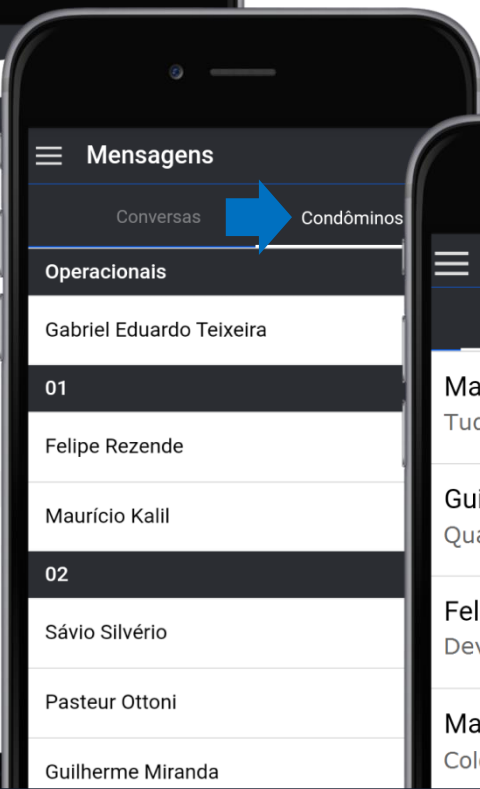 Mensagens
Conversas
Condôminos
Operacionais
Gabriel Eduardo Teixeira
01
Felipe Rezende
Maurício Kalil
02
Sávio Silvério
Pasteur Ottoni
Guilherme Miranda